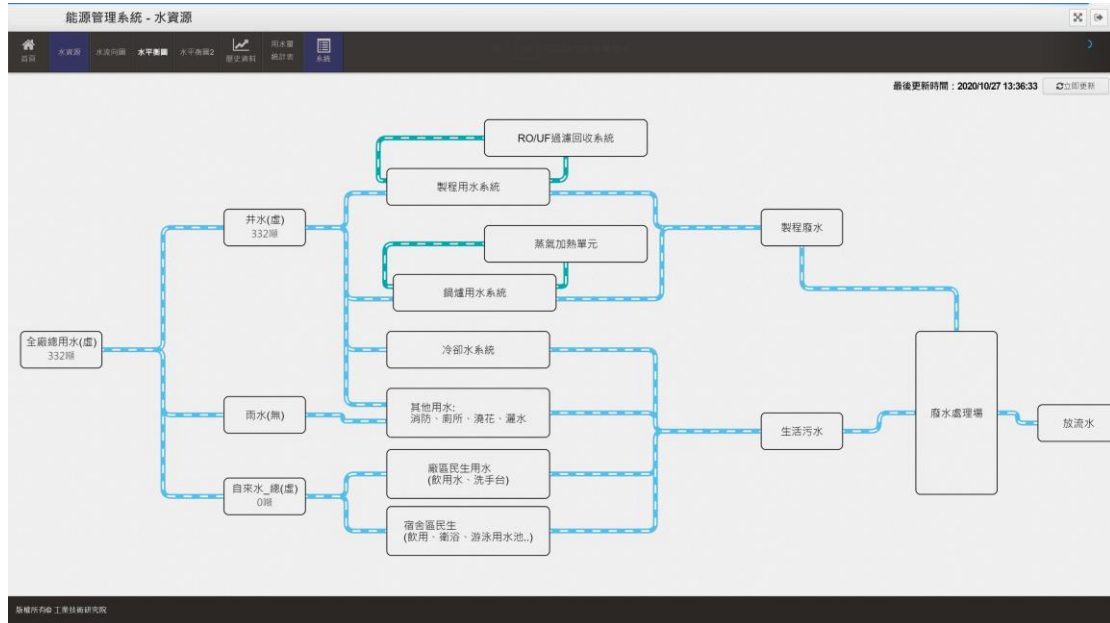 能源管理系統 - 水資源
首頁
水資源
水流向圖
水平衡圖
水平衡圖2
歷史資料
用水量
統計表
系統
最後更新時間：2020/10/27 13:36:33
立即更新
RO/UF過濾回收系統
製程用水系統
井水(虛)
332噸
製程廢水
蒸氣加熱單元
鍋爐用水系統
全廠總用水(虛)
332噸
冷卻水系統
雨水(無)
其他用水:
消防、廁所、澆花、灑水
生活污水
廢水處理場
放流水
廠區民生用水
(飲用水、洗手台)
自來水_總(虛)
0噸
宿舍區民生
(飲用、衛浴、游泳用水池..)
版權所有© 工業技術研究院